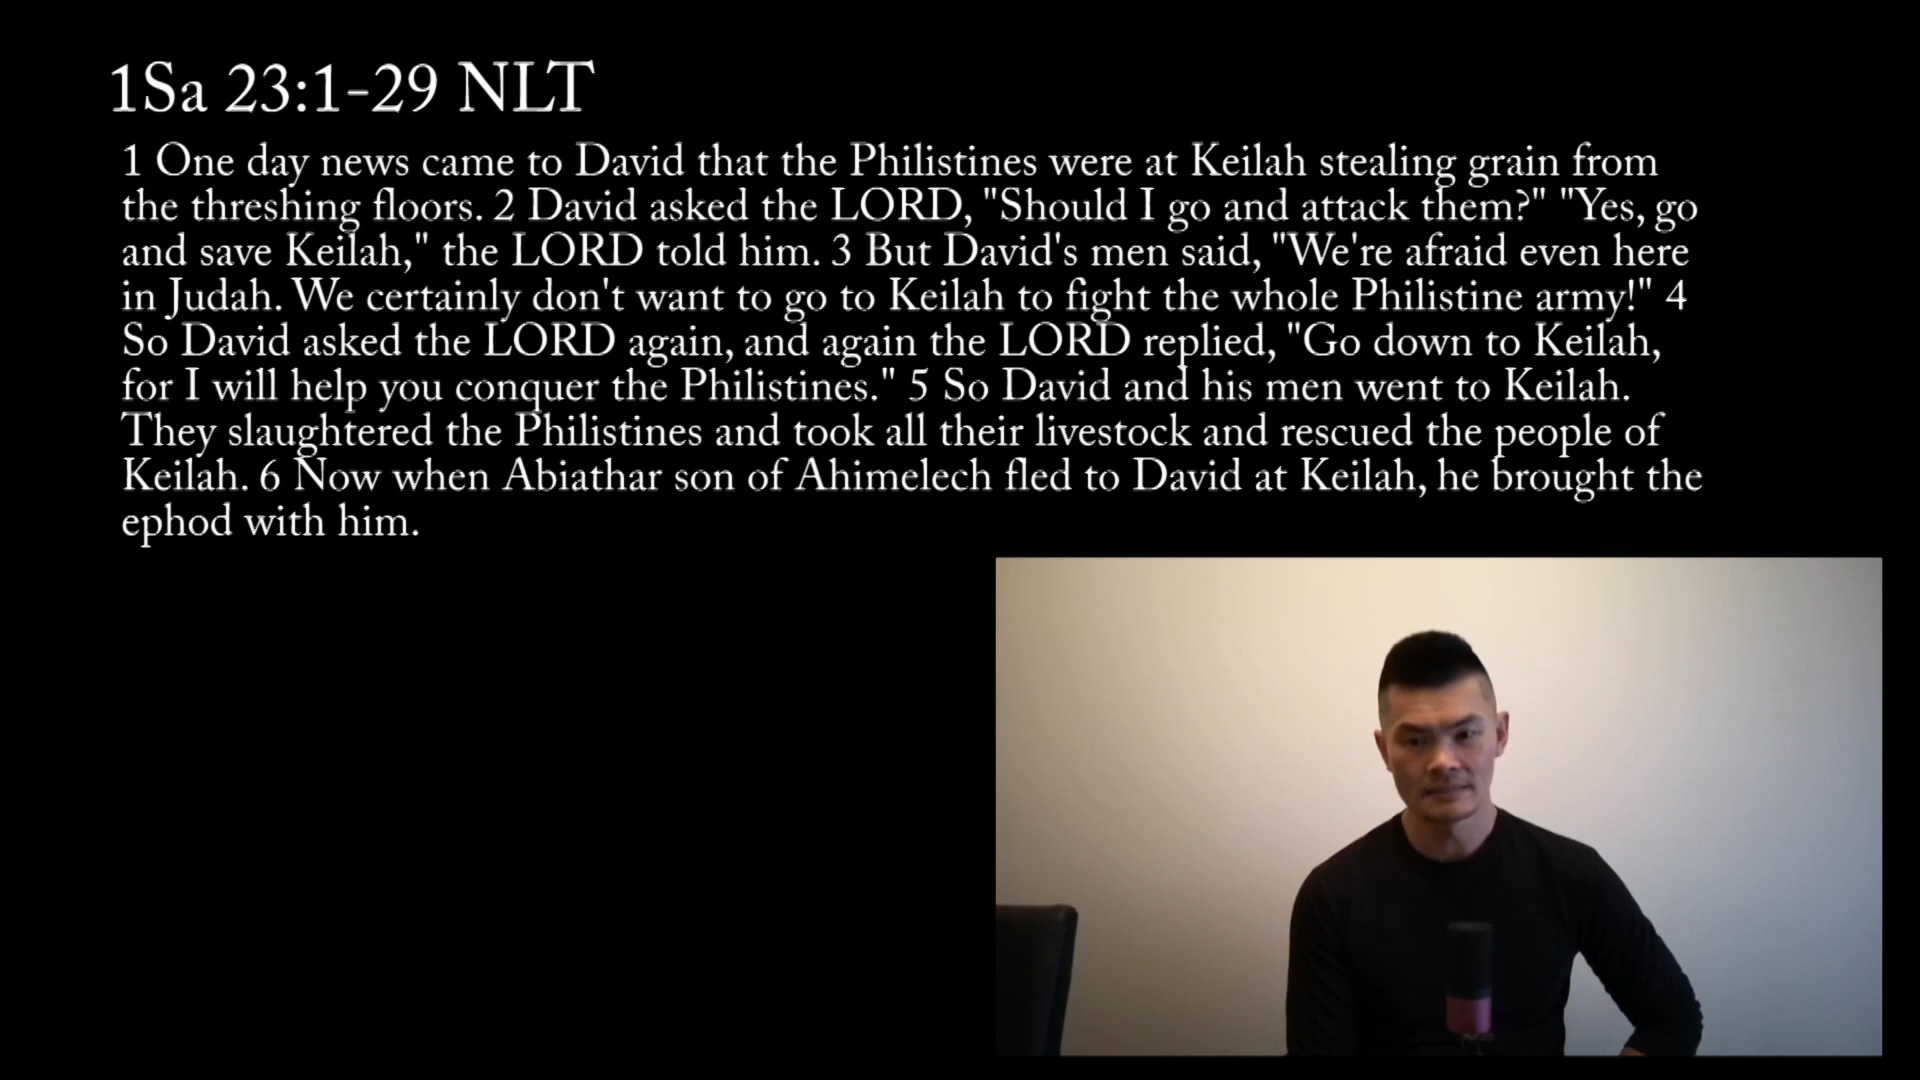 1Sa 23:1-29 NLT
1 One day news came to David that the Philistines were at Keilah stealing grain from
the threshing floors. 2 David asked the LORD, "Should I go and attack them?" "Yes, go
and save Keilah," the LORD told him. 3 But David's men said, "We're afraid even here
in Judah. We certainly don't want to go to Keilah to fight the whole Philistine army!" 4
So David asked the LORD again, and again the LORD replied, "Go down to Keilah,
for I will help you conquer the Philistines." 5 So David and his men went to Keilah.
They slaughtered the Philistines and took all their livestock and rescued the people of
Keilah. 6 Now when Abiathar son of Ahimelech fled to David at Keilah, he brought the
ephod with him.